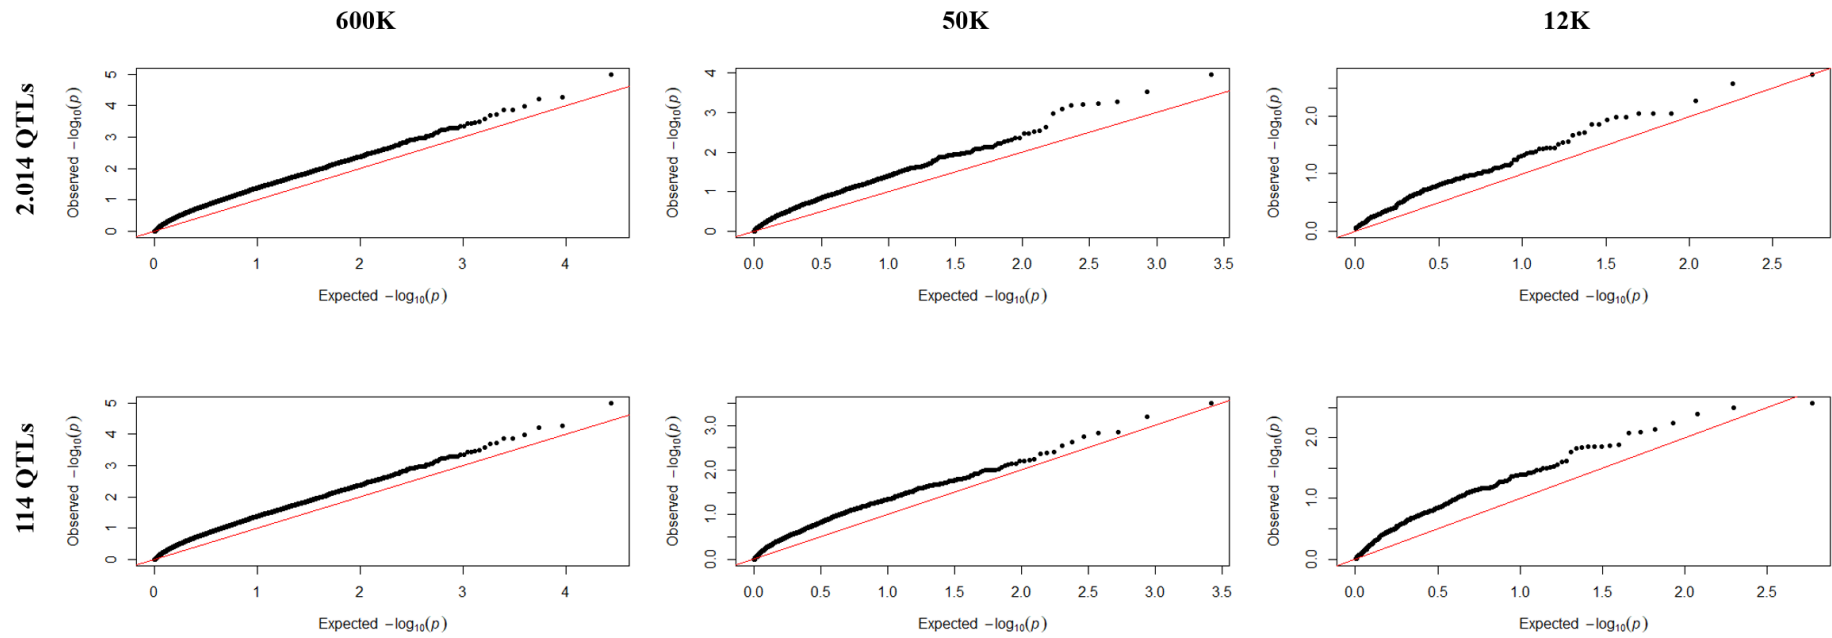 600K 50K 12K
2.014 QTLs
Observed −log10(p)
0 1 2 3 4 5
0 1 2 3 4
Expected −log10(p)
Observed −log10(p)
0 1 2 3 4
0.0 0.5 1.0 1.5 2.0 2.5 3.0 3.5
Expected −log10(p)
Observed −log10(p)
0.0 1.0 2.0
0.0 0.5 1.0 1.5 2.0 2.5
Expected −log10(p)
114 QTLs
Observed −log10(p)
0 1 2 3 4 5
0 1 2 3 4
Expected −log10(p)
Observed −log10(p)
0.0 1.0 2.0 3.0
0.0 0.5 1.0 1.5 2.0 2.5 3.0 3.5
Expected −log10(p)
Observed −log10(p)
0.0 1.0 2.0
0.0 0.5 1.0 1.5 2.0 2.5
Expected −log10(p)